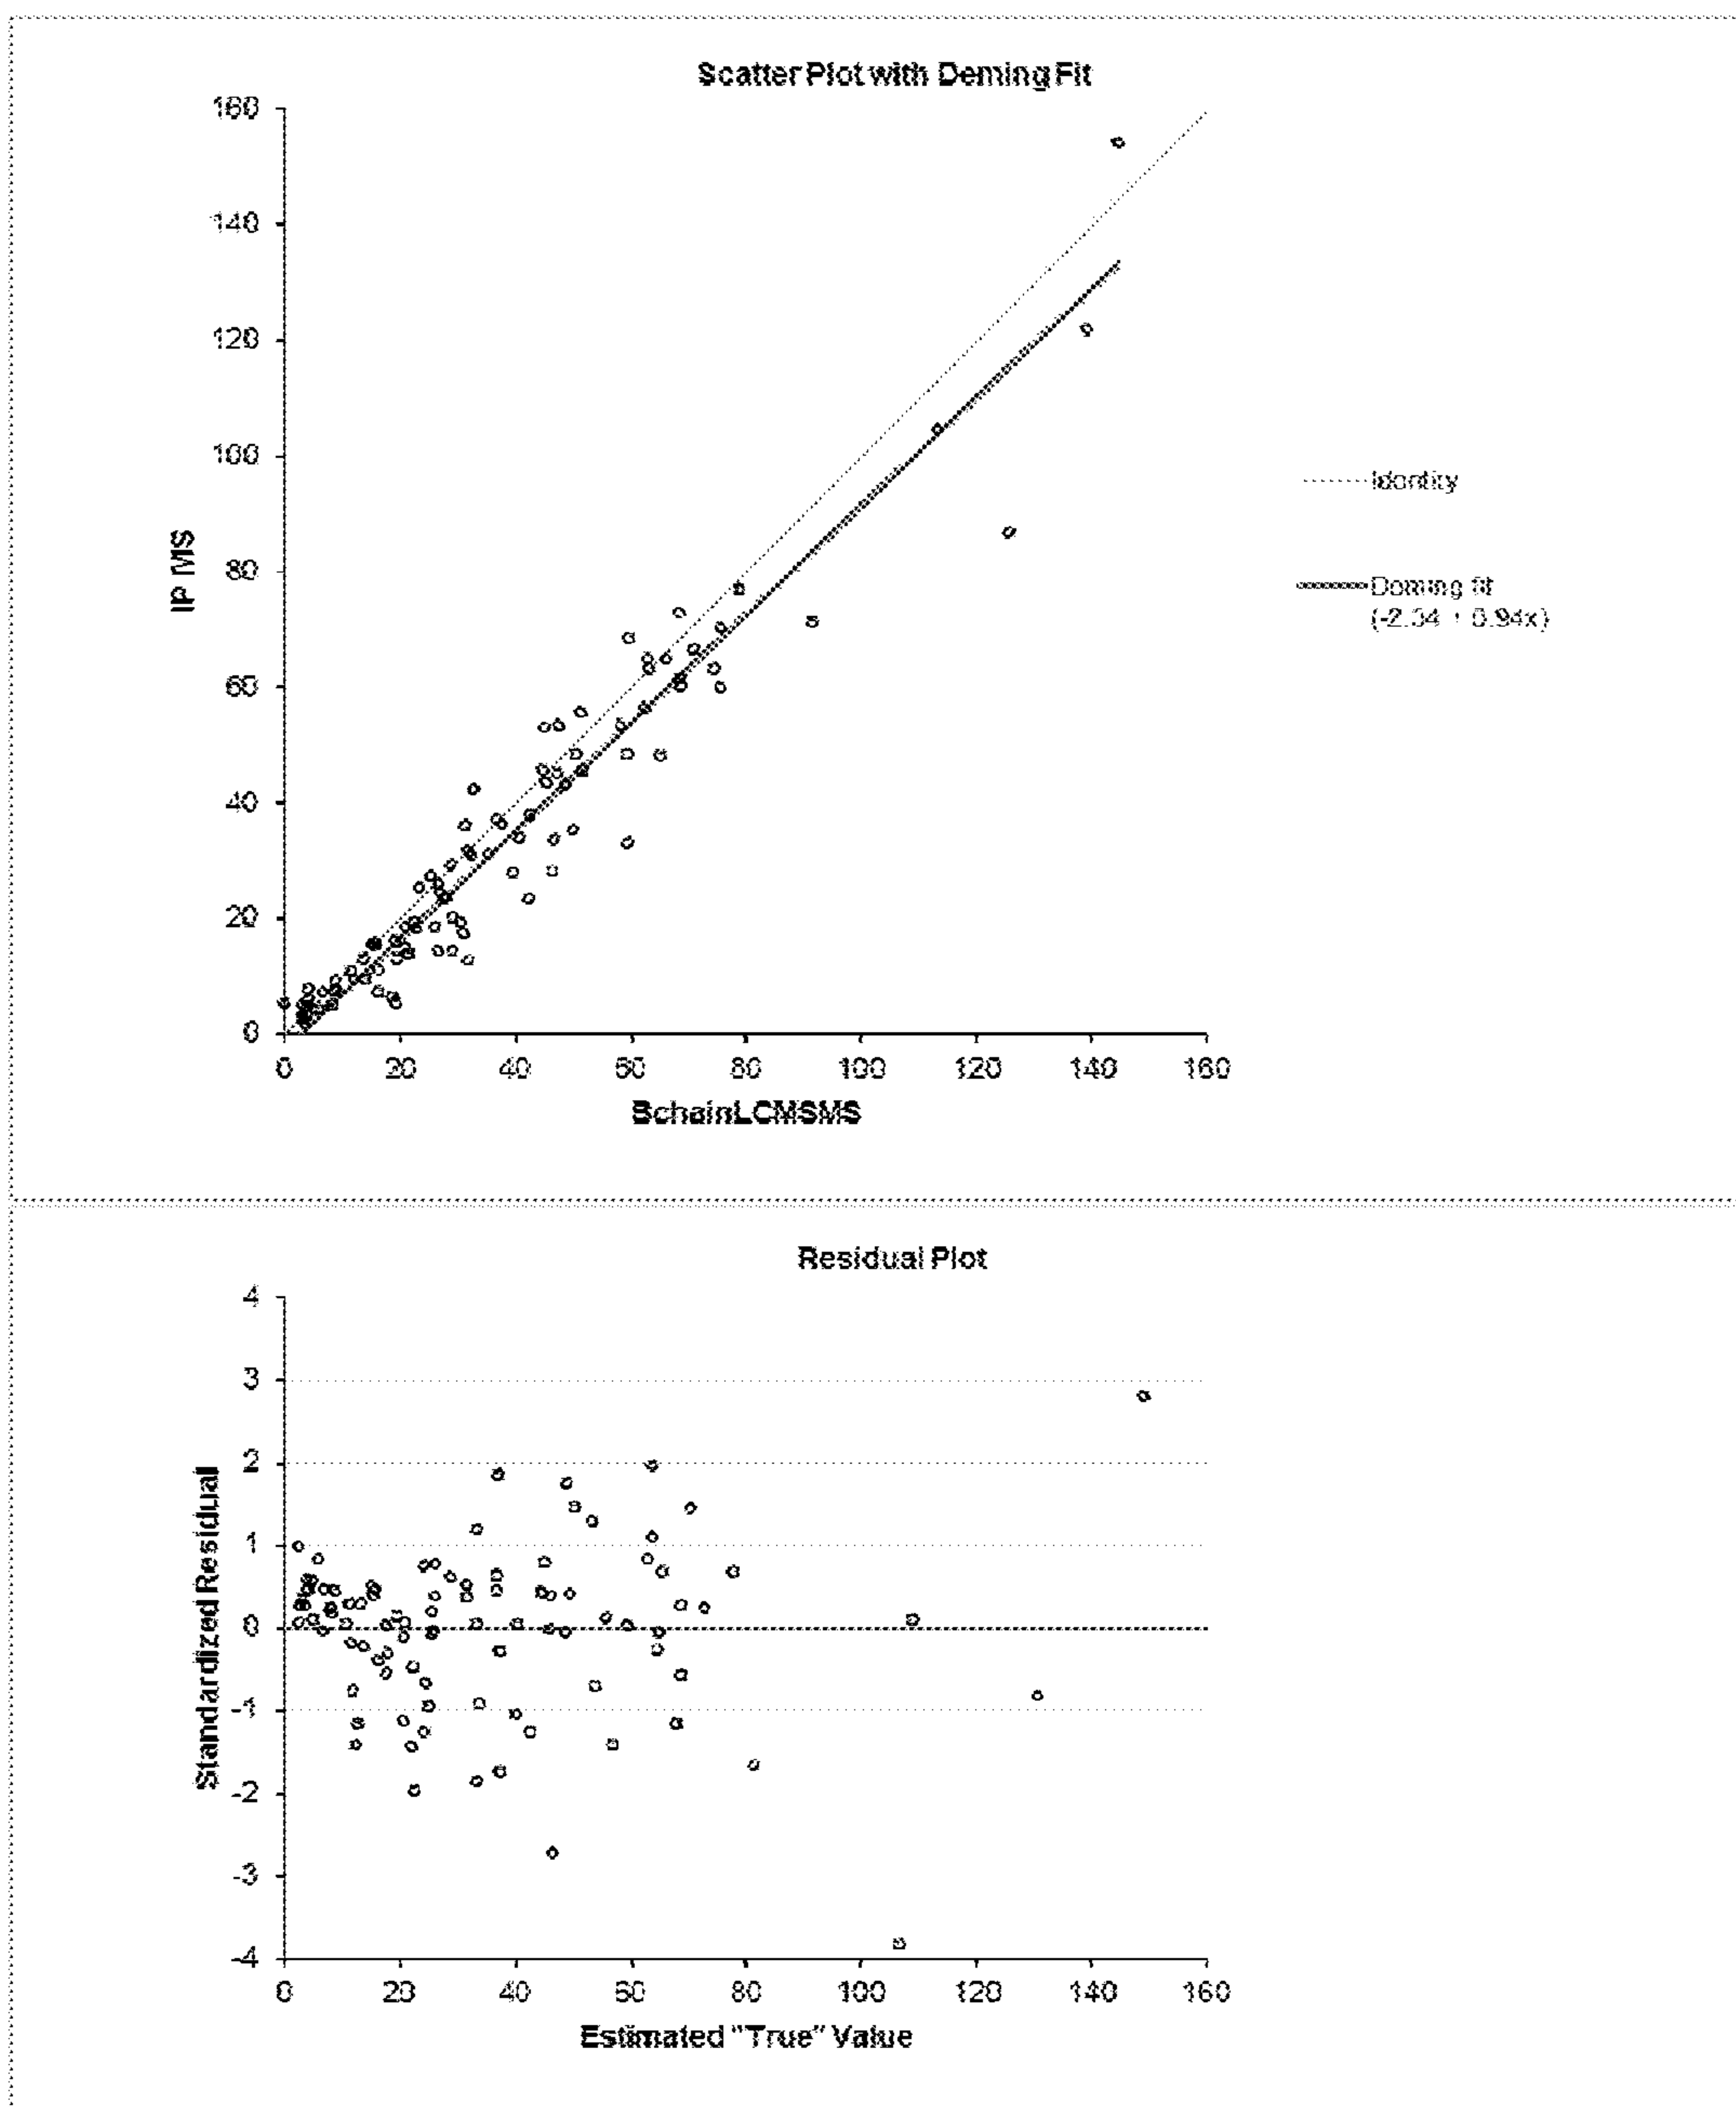 Scatter Plot with Deming Fit
160
140
120
100
80
60
40
20
0
IP MS
0 20 40 60 80 100 120 140 160
BchainLCMSMS
Identity
Deming fit
(-2.34 + 0.94x)
Residual Plot
4
3
2
1
0
-1
-2
-3
-4
Standardized Residual
0 20 40 60 80 100 120 140 160
Estimated "True" Value